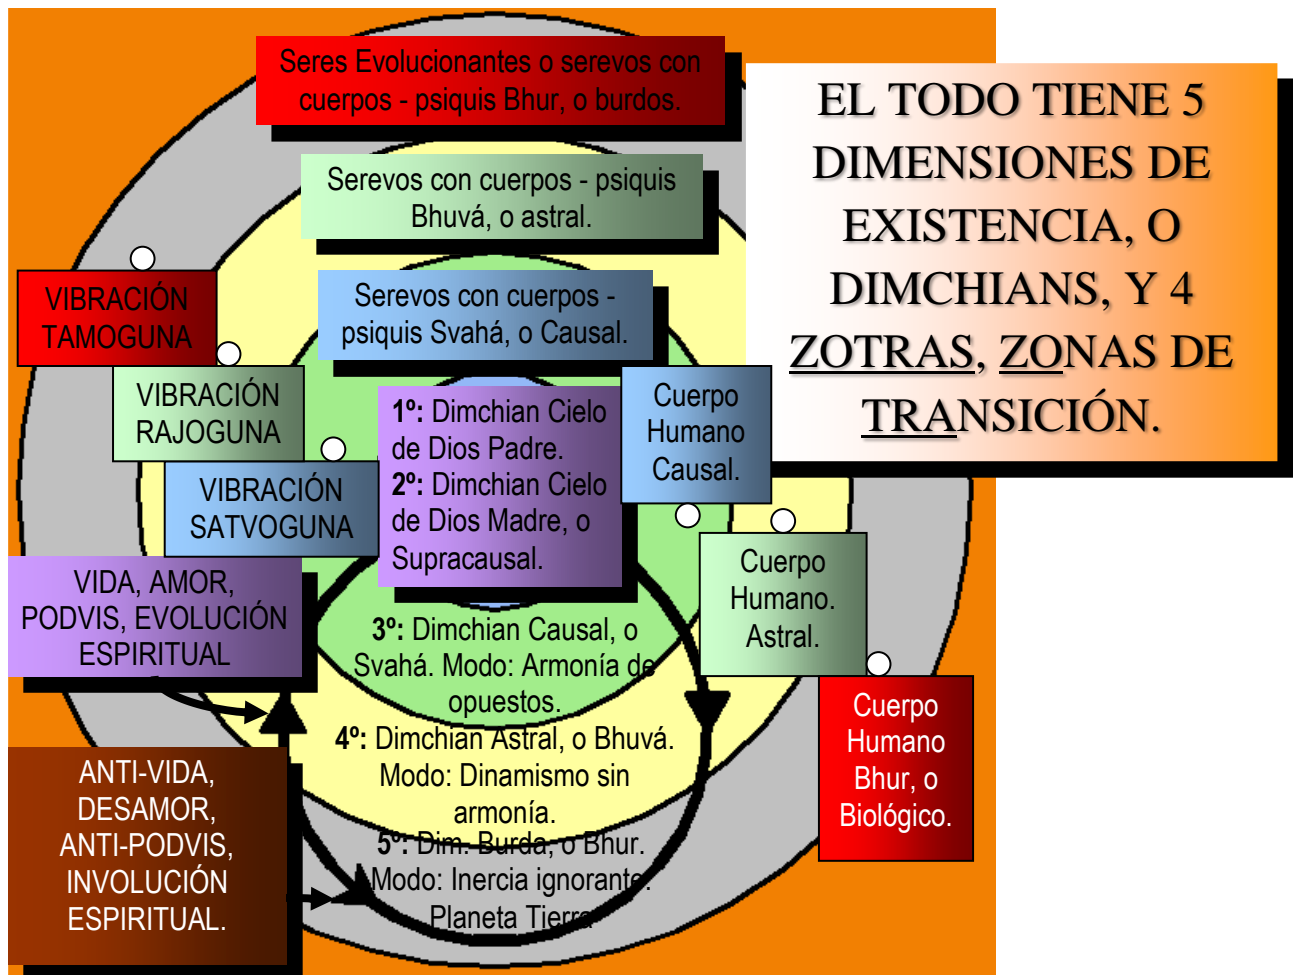 Seres Evolucionantes o serevos con
cuerpos - psiquis Bhur, o burdos.
EL TODO TIENE 5
DIMENSIONES DE
EXISTENCIA, O
DIMCHIANS, Y 4
ZOTRAS, ZONAS DE
TRANSICIÓN.
Serevos con cuerpos - psiquis
Bhuvá, o astral.
Serevos con cuerpos -
psiquis Svahá, o Causal.
VIBRACIÓN
TAMOGUNA
VIBRACIÓN
RAJOGUNA
VIBRACIÓN
SATVOGUNA
1º: Dimchian Cielo
de Dios Padre.
2º: Dimchian Cielo
de Dios Madre, o
Supracausal.
Cuerpo
Humano
Causal.
Cuerpo
Humano.
Astral.
Cuerpo
Humano
Bhur, o
Biológico.
VIDA, AMOR,
PODVIS, EVOLUCIÓN
ESPIRITUAL
3º: Dimchian Causal, o
Svahá. Modo: Armonía de
opuestos.
4º: Dimchian Astral, o Bhuvá.
Modo: Dinamismo sin
armonía.
5º: Dim. Burda, o Bhur.
Modo: Inercia ignorante.
Planeta Tierra
ANTI-VIDA,
DESAMOR,
ANTI-PODVIS,
INVOLUCIÓN
ESPIRITUAL.